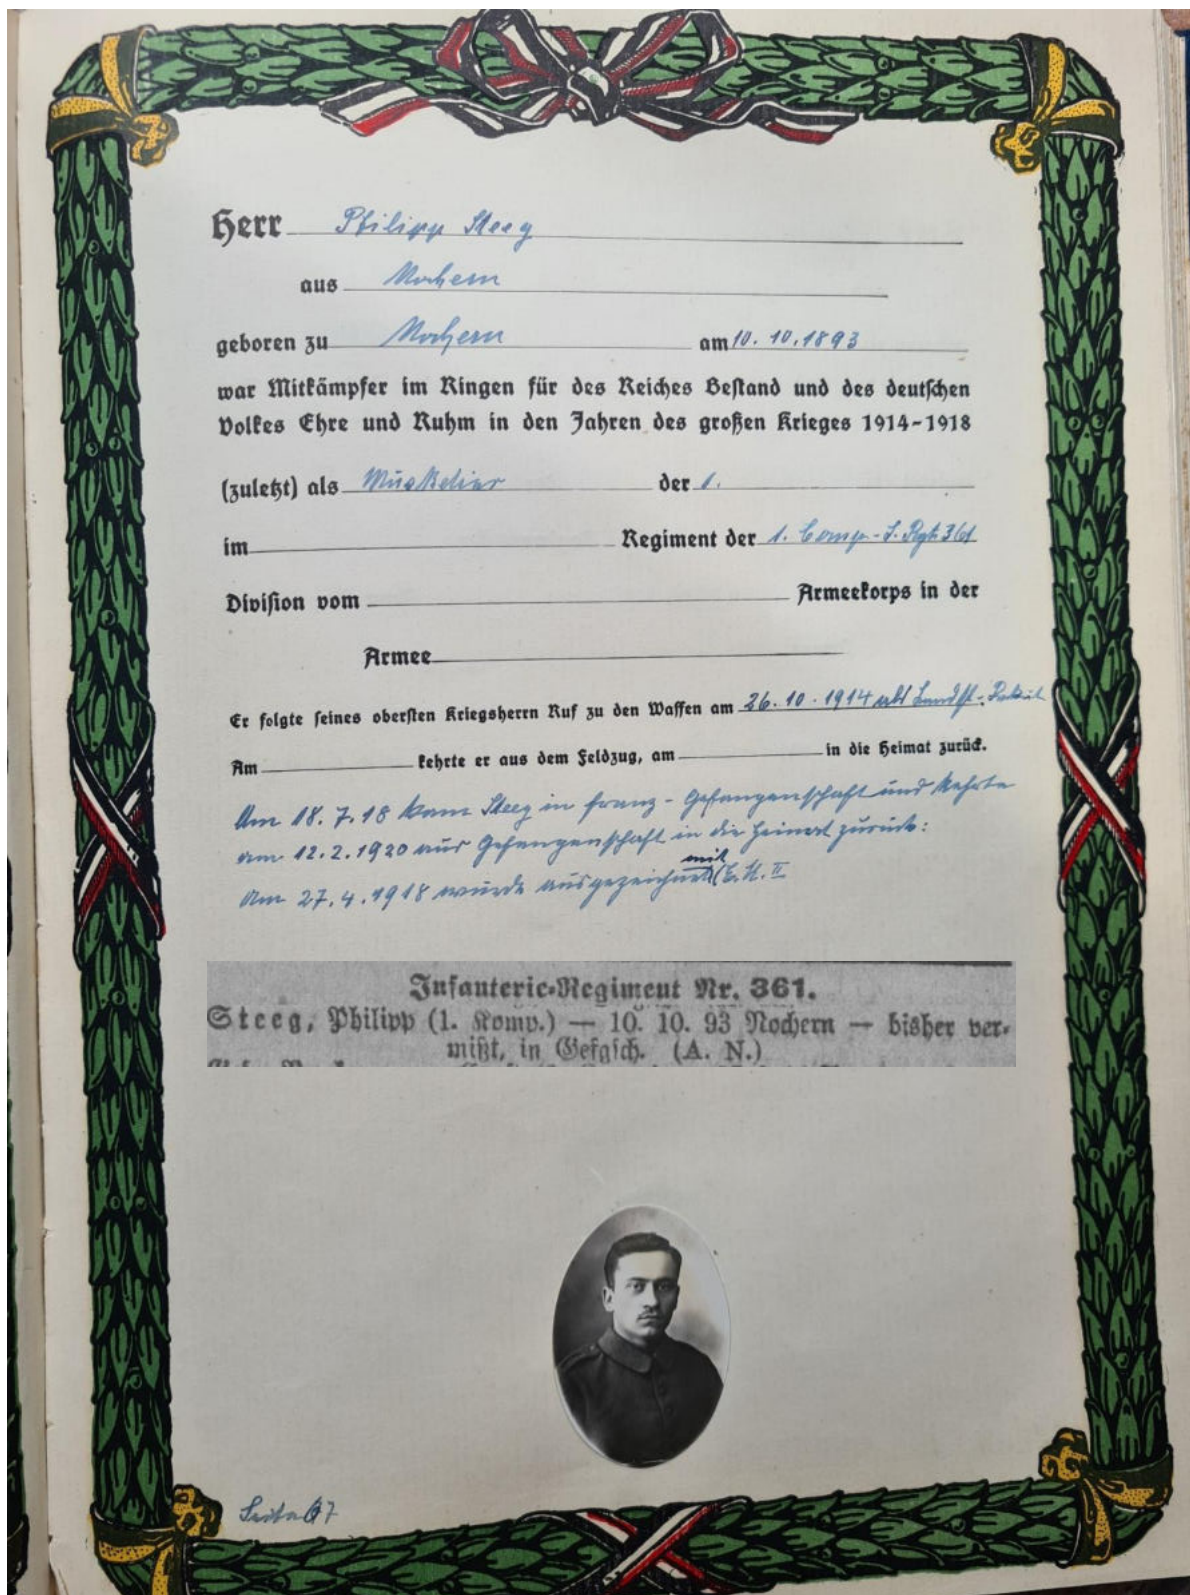 Herr Philipp Steeg
aus Nochern
geboren zu Nochern am 10. 10. 1893
war Mitkämpfer im Ringen für des Reiches Bestand und des deutschen
Volkes Ehre und Ruhm in den Jahren des großen Krieges 1914-1918
(zuletzt) als Musketier der 1.
im Regiment der 1. Comp. - I. Rgt. 361
Division vom Armeekorps in der
Armee
Er folgte seines obersten Kriegsherrn Ruf zu den Waffen am 26. 10. 1914 als Landst. Rekrut
Am kehrte er aus dem Feldzug, am in die Heimat zurück.
Am 18. 7. 18 kam Steeg in franz- Gefangenschaft und kehrte
am 12. 2. 1920 aus Gefangenschaft in die Heimat zurück:
mit
Am 27. 4. 1918 wurde ausgezeichnet (E. K. II
Infanterie-Regiment Nr. 361.
Steeg, Philipp (1. Komp.) — 10. 10. 93 Nochern — bisher ver-
mißt, in Gefgsch. (A. N.)
Seite 67